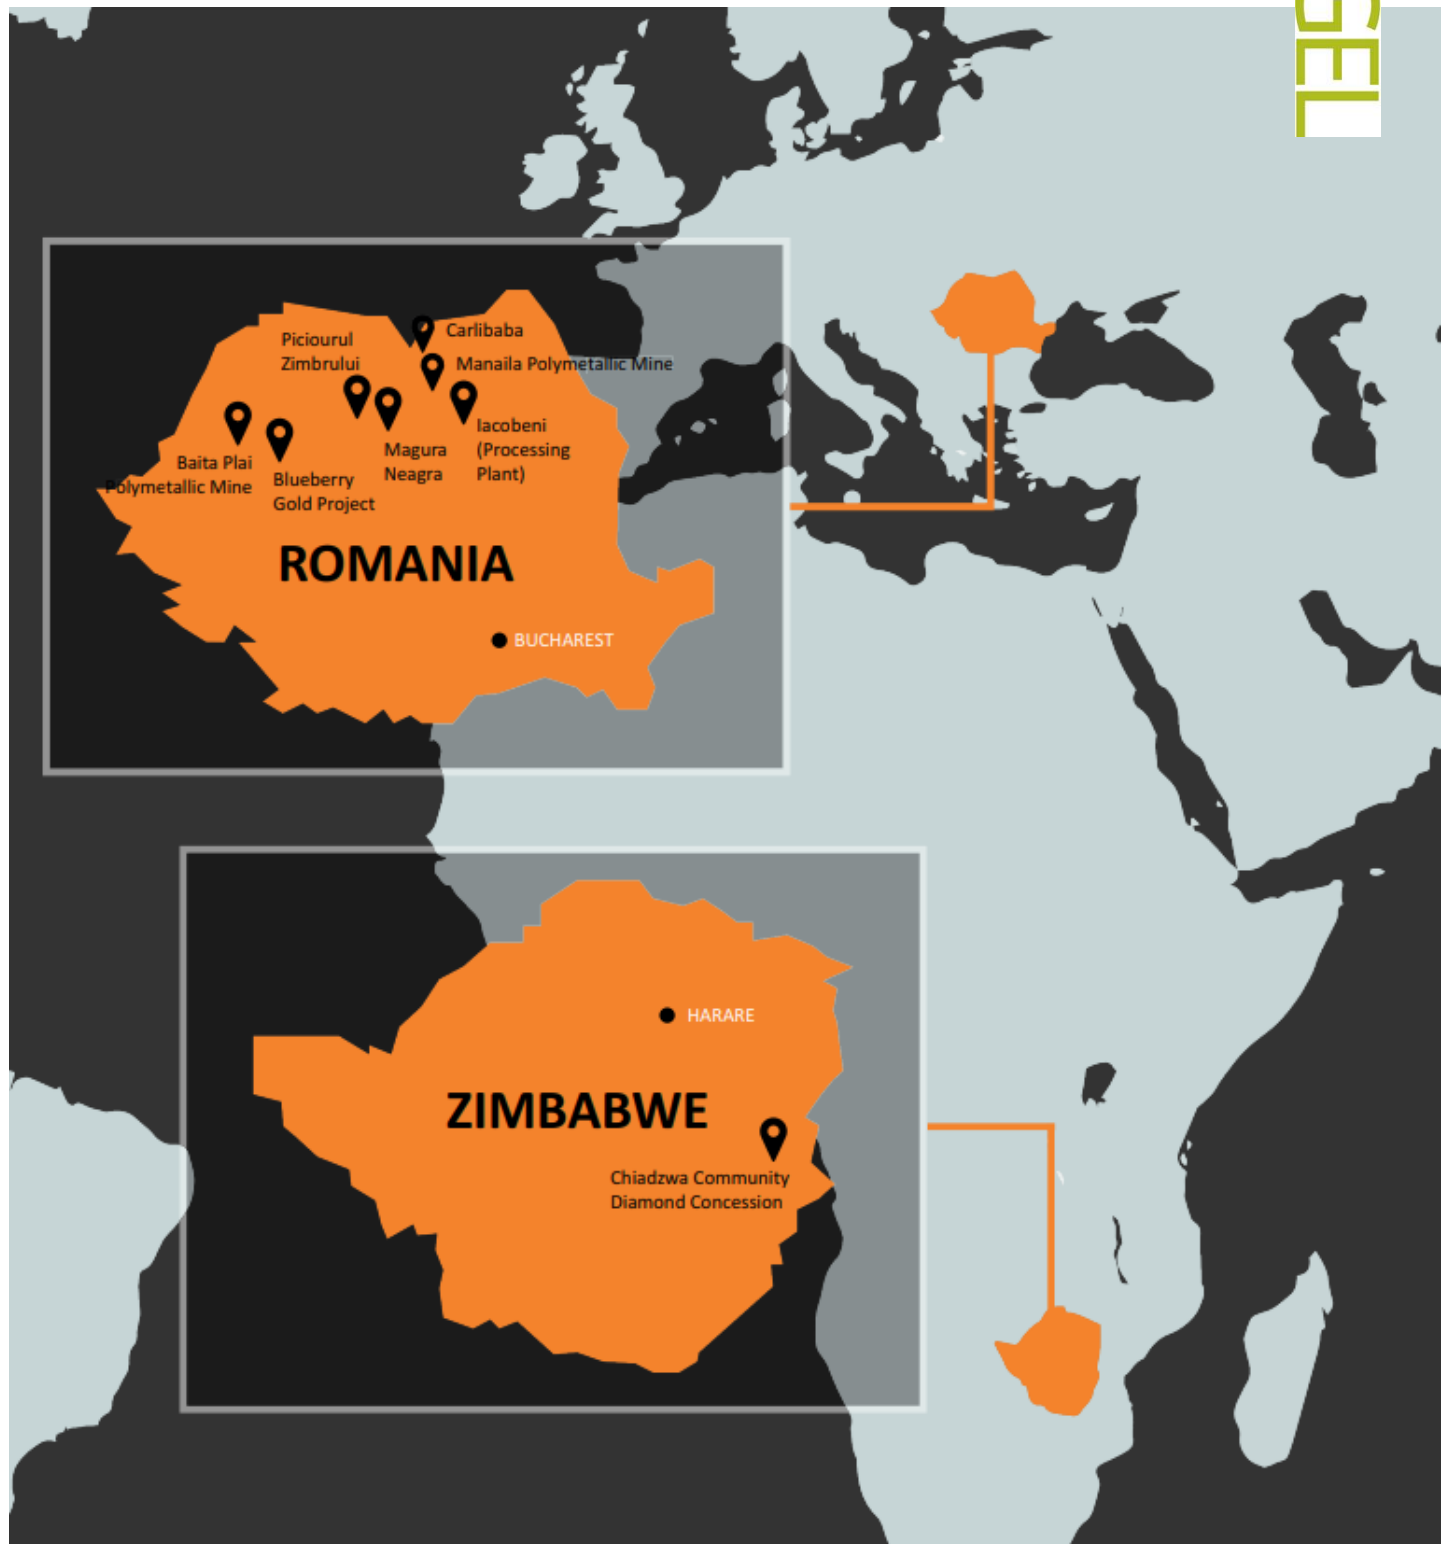 GEL
Carlibaba
Piciourul
Zimbrului
Manaila Polymetallic Mine
Iacobeni
(Processing
Plant)
Magura
Neagra
Baita Plai
Polymetallic Mine
Blueberry
Gold Project
ROMANIA
BUCHAREST
HARARE
ZIMBABWE
Chiadzwa Community
Diamond Concession